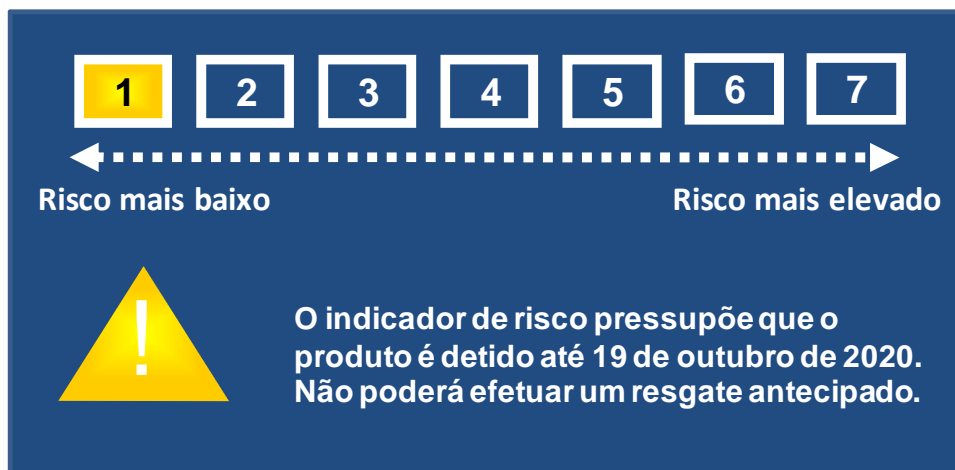 1 2 3 4 5 6 7
Risco mais baixo Risco mais elevado
!
O indicador de risco pressupõe que o
produto é detido até 19 de outubro de 2020.
Não poderá efetuar um resgate antecipado.